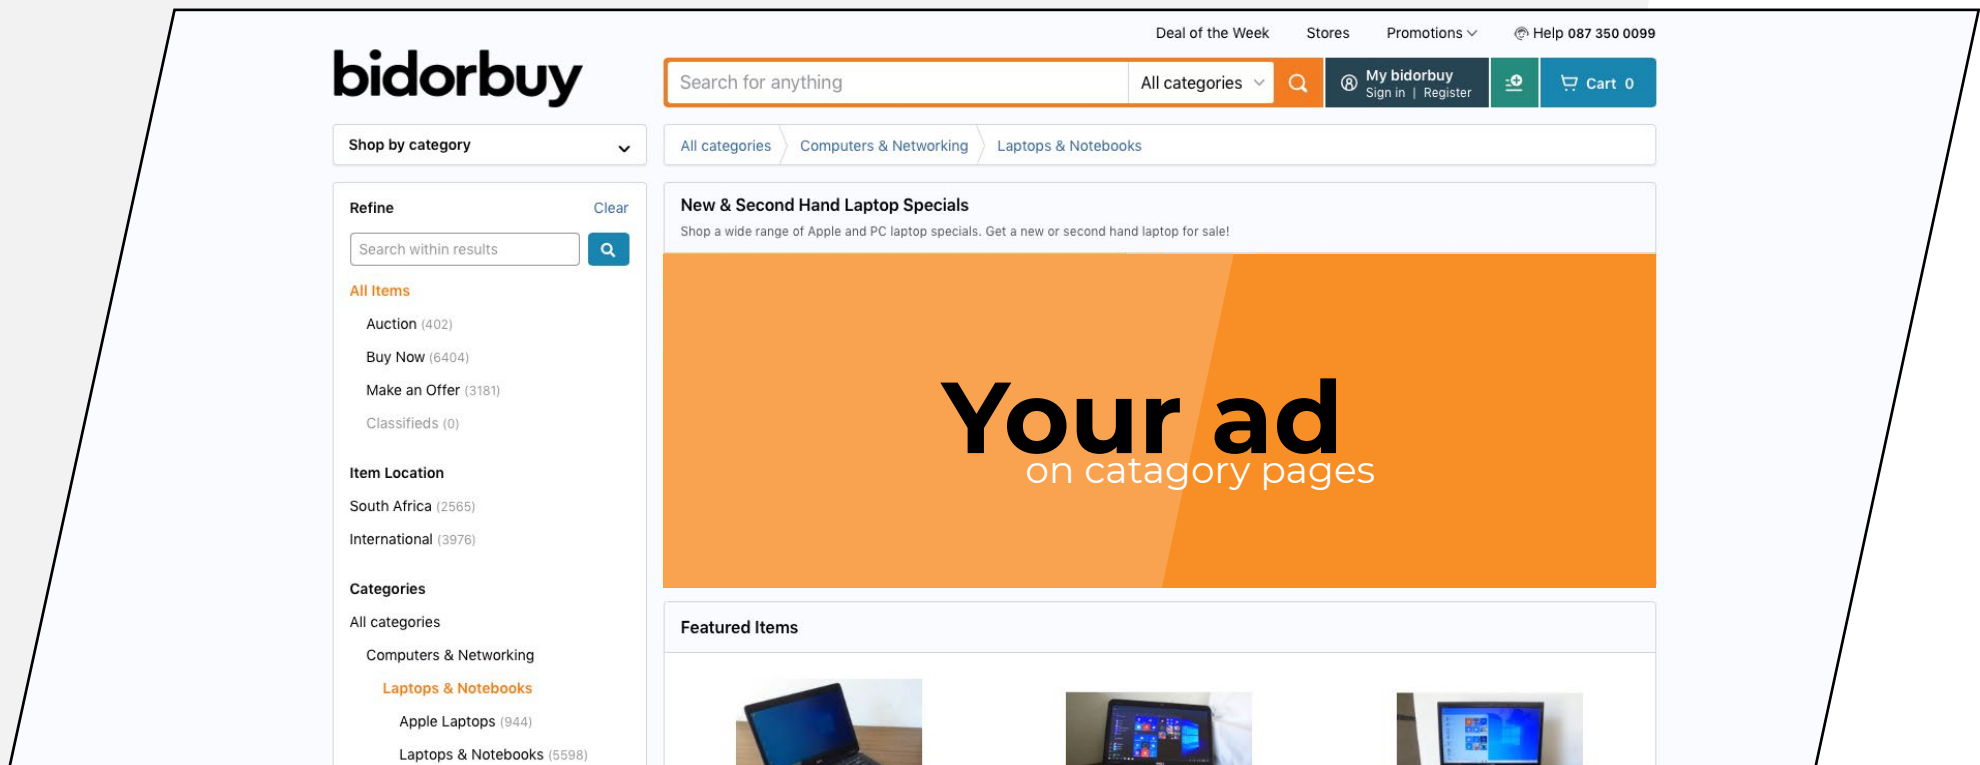 Deal of the Week Stores Promotions Help 087 350 0099
bidorbuy
Search for anything All categories
My bidorbuy
Sign in | Register
Cart 0
Shop by category
All categories Computers & Networking Laptops & Notebooks
Refine Clear
Search within results
All Items
Auction (402)
Buy Now (6404)
Make an Offer (3181)
Classifieds (0)
Item Location
South Africa (2565)
International (3976)
Categories
All categories
Computers & Networking
Laptops & Notebooks
Apple Laptops (944)
Laptops & Notebooks (5598)
New & Second Hand Laptop Specials
Shop a wide range of Apple and PC laptop specials. Get a new or second hand laptop for sale!
Your ad
on catagory pages
Featured Items